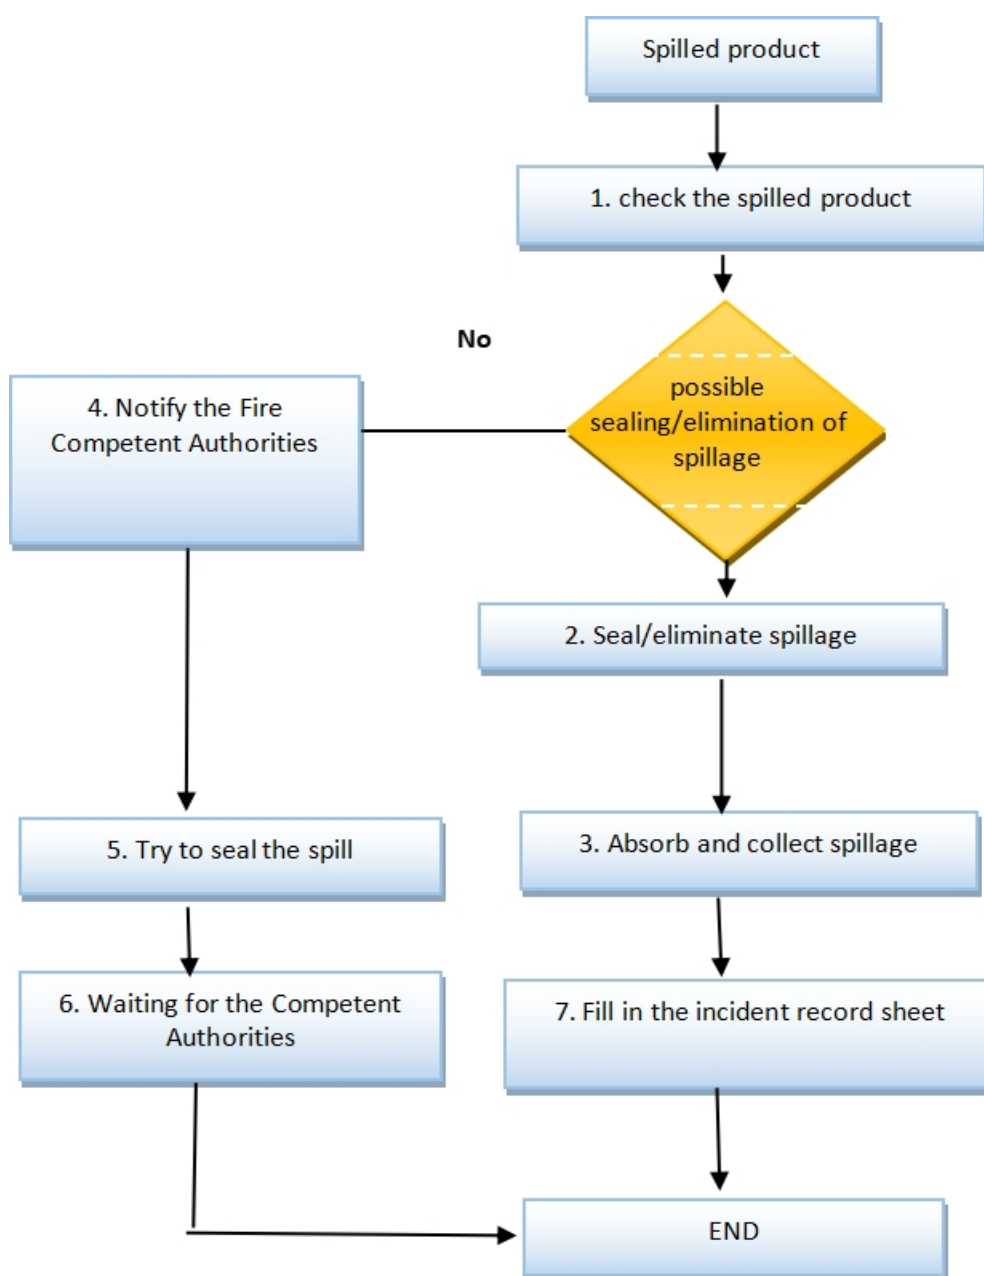 Spilled product
1. check the spilled product
No
possible
sealing/elimination of
spillage
4. Notify the Fire
Competent Authorities
2. Seal/eliminate spillage
5. Try to seal the spill
3. Absorb and collect spillage
6. Waiting for the Competent
Authorities
7. Fill in the incident record sheet
END